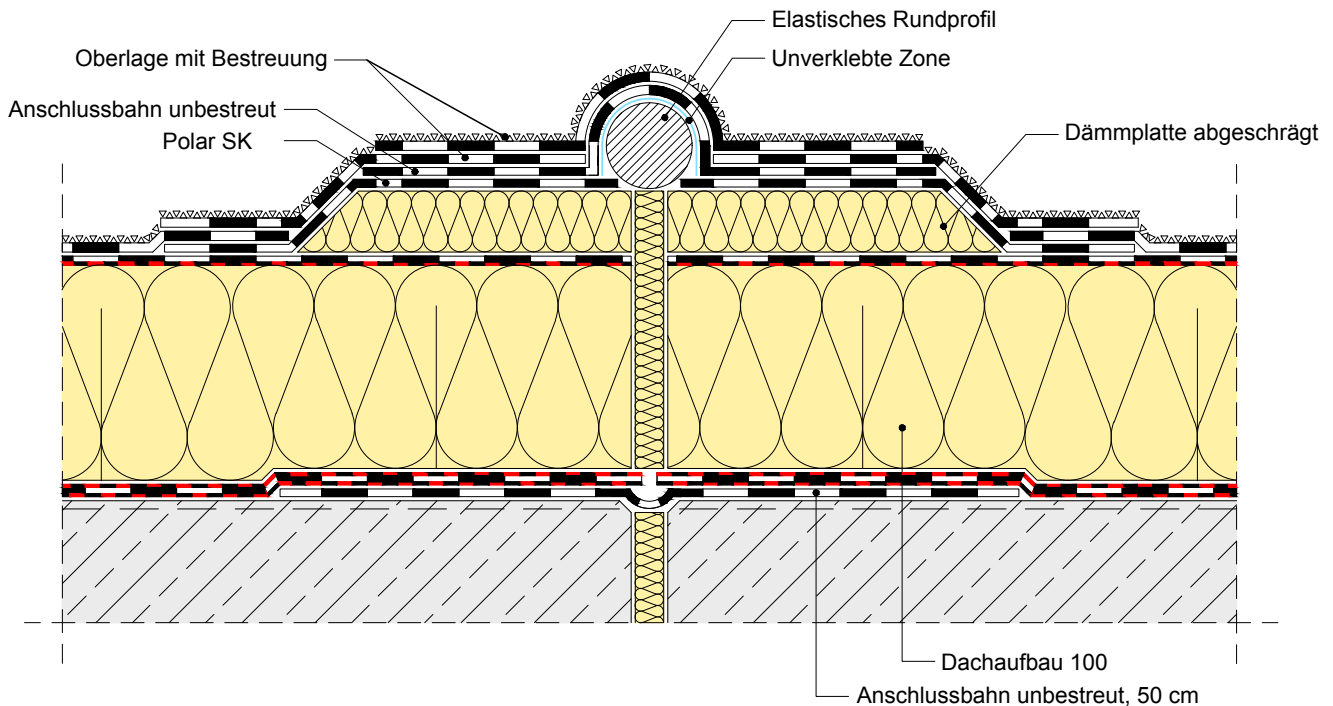 Elastisches Rundprofil
Oberlage mit Bestreuung
Unverklebte Zone
Anschlussbahn unbestreut
Polar SK
Dämmplatte abgeschrägt
Dachaufbau 100
Anschlussbahn unbestreut, 50 cm